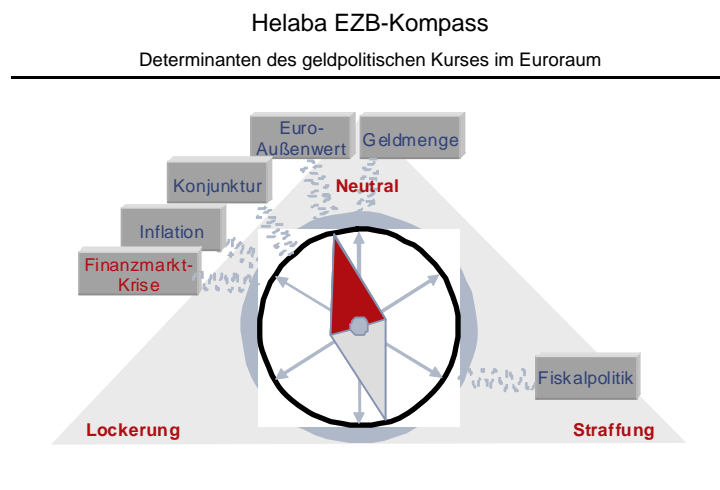 Helaba EZB-Kompass
Determinanten des geldpolitischen Kurses im Euroraum
Euro-
Außenwert
Geldmenge
Konjunktur
Neutral
Inflation
Finanzmarkt-
Krise
Fiskalpolitik
Lockerung
Straffung